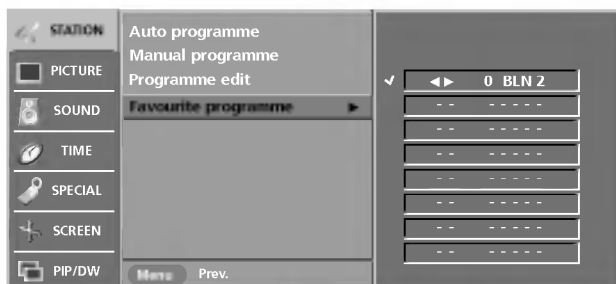 STATION
PICTURE
SOUND
TIME
SPECIAL
SCREEN
PIP/DW
Auto programme
Manual programme
Programme edit
Favourite programme ►
Menu Prev.
✓ ◄► 0 BLN 2
- - - - - - -
- - - - - - -
- - - - - - -
- - - - - - -
- - - - - - -
- - - - - - -
- - - - - - -